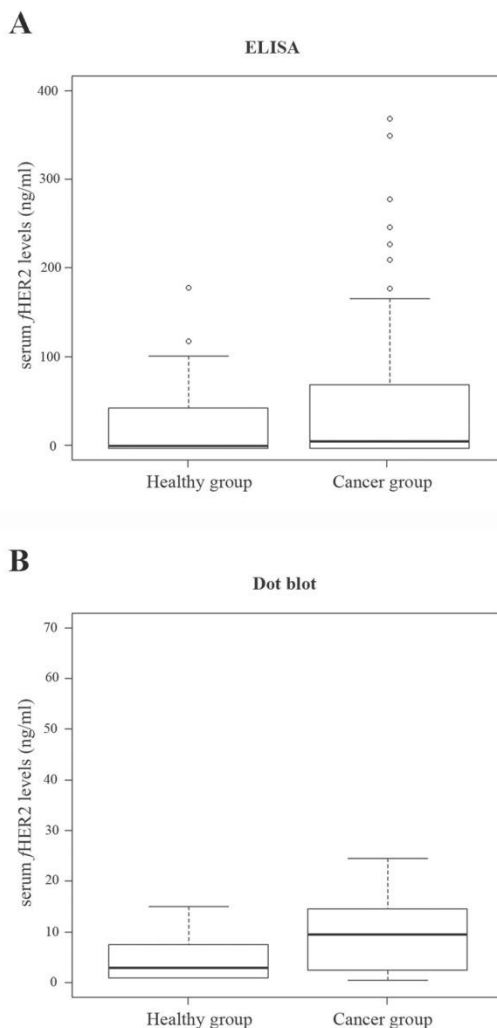 A
ELISA
serum fHER2 levels (ng/ml)
400
300
200
100
0
Healthy group
Cancer group
B
Dot blot
serum fHER2 levels (ng/ml)
70
60
50
40
30
20
10
0
Healthy group
Cancer group